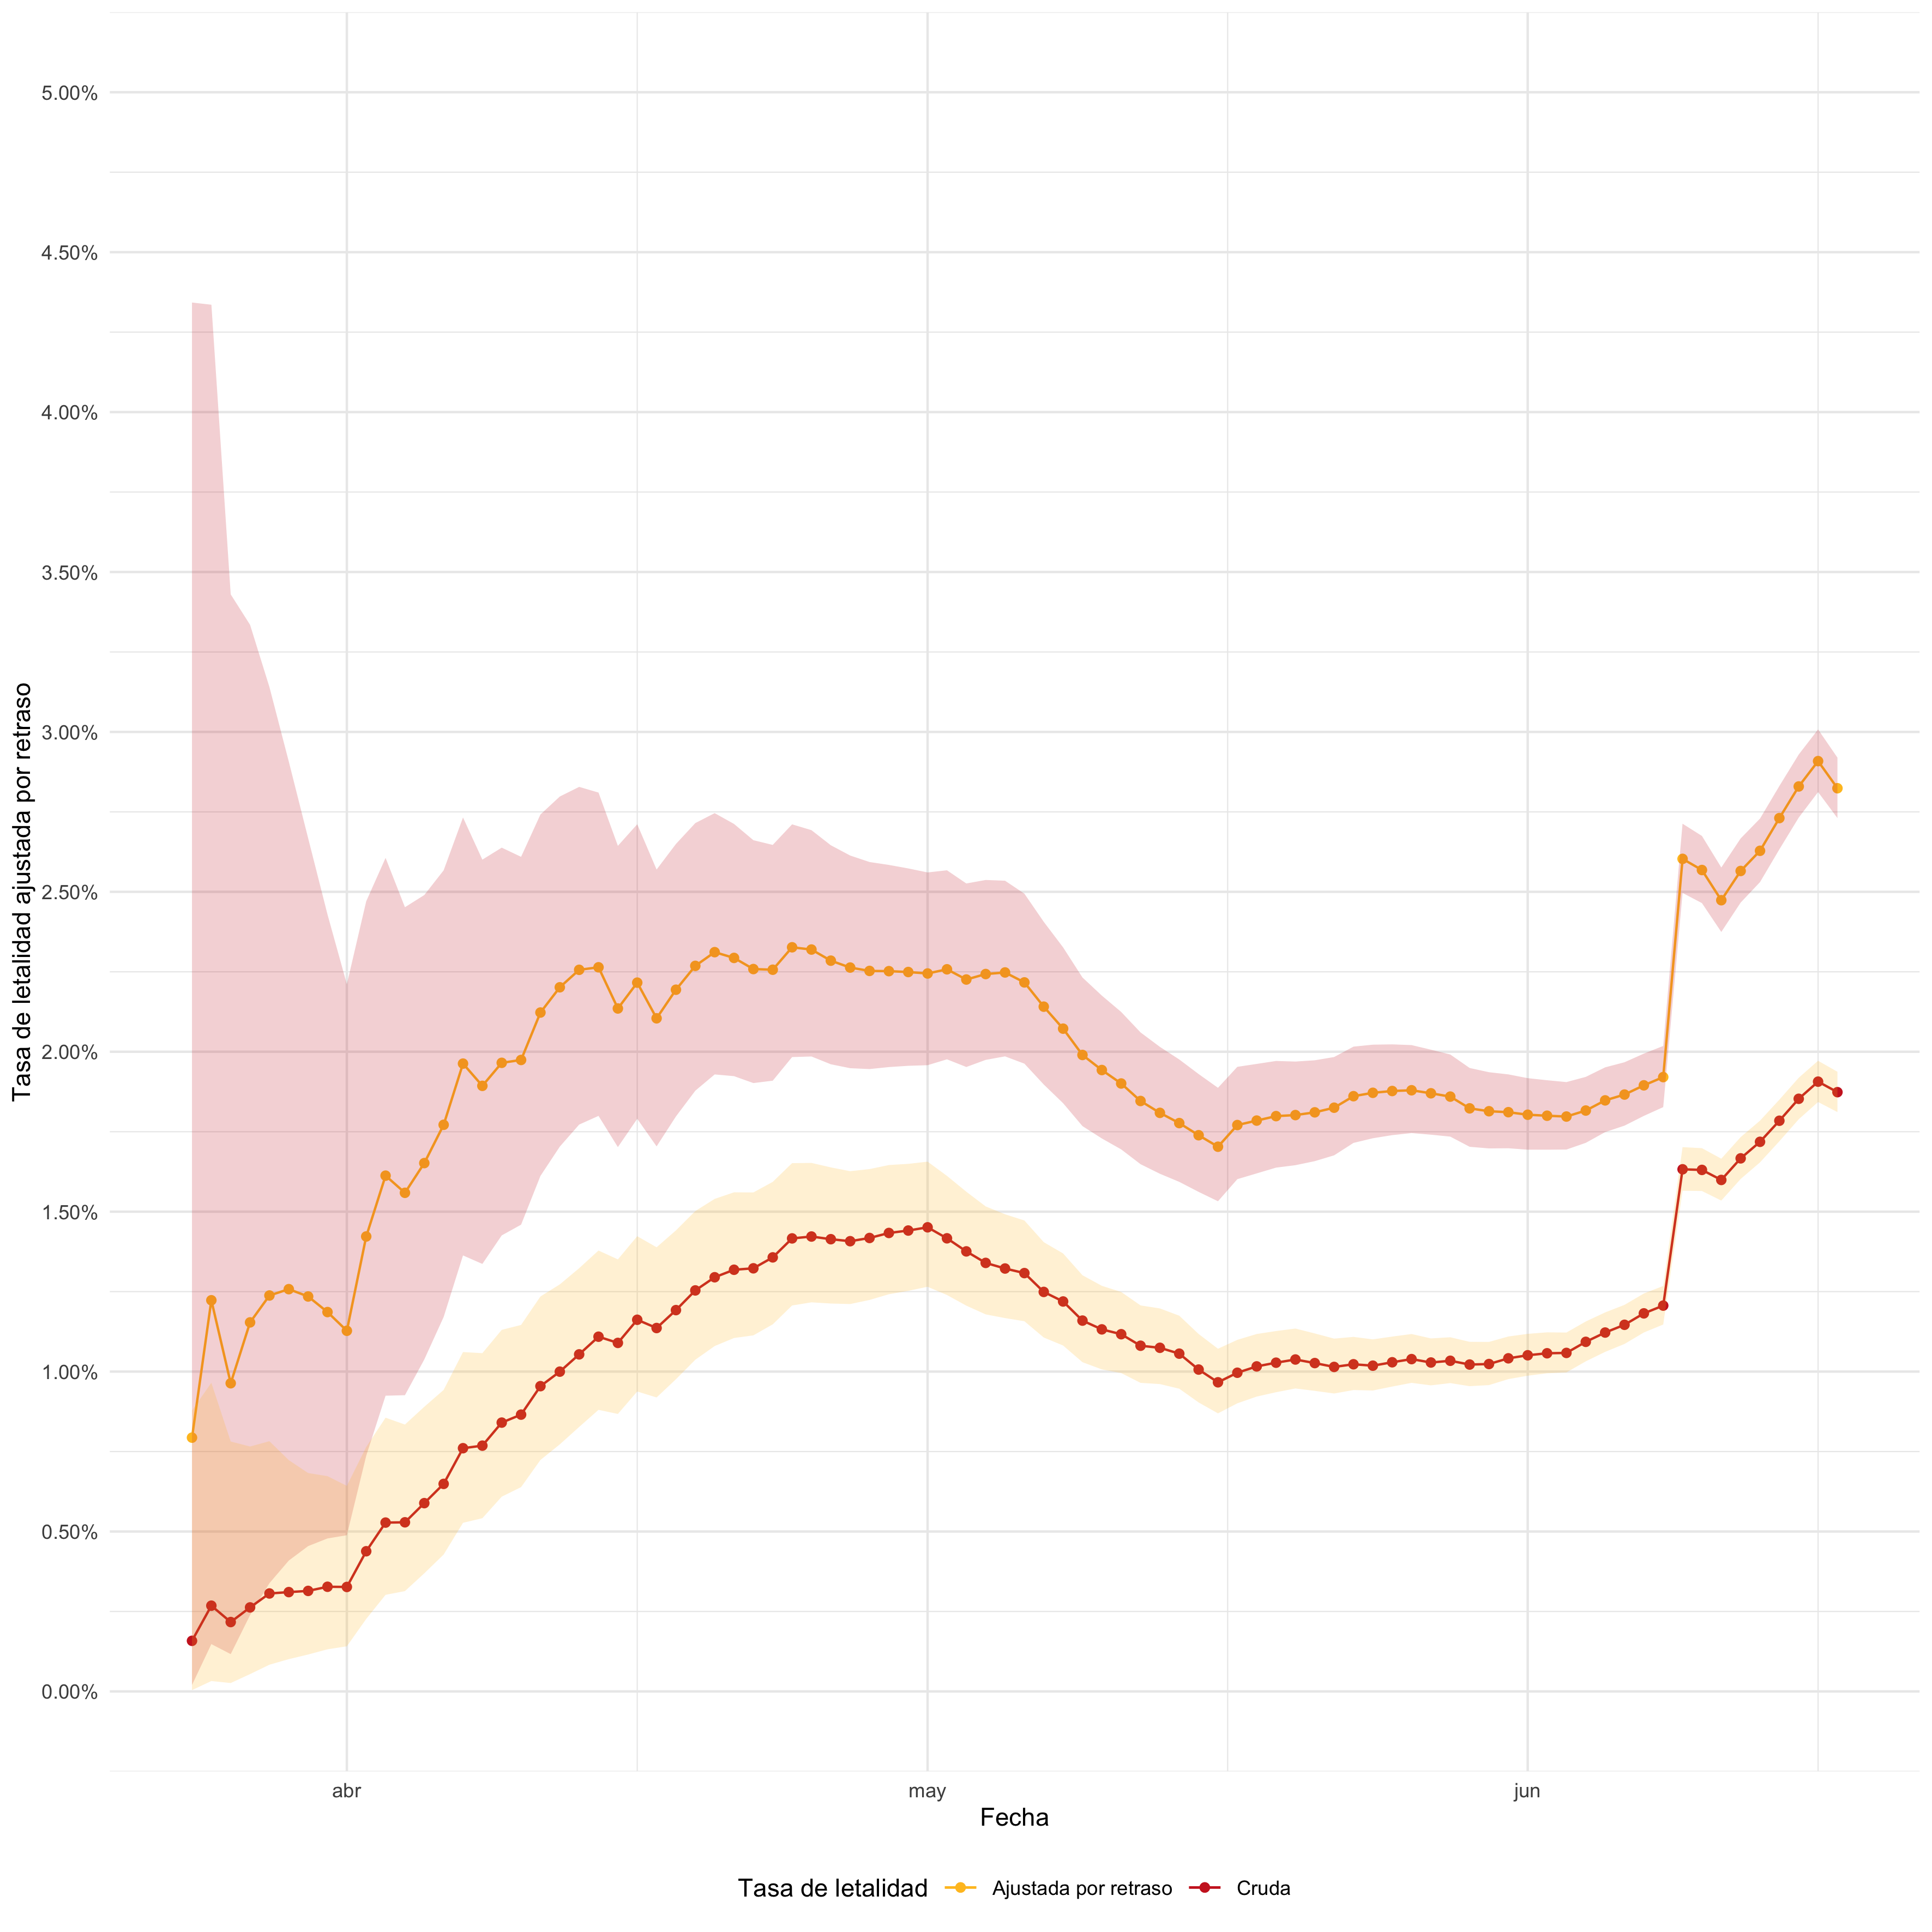 Tasa de letalidad ajustada por retraso
5.00%
4.50%
4.00%
3.50%
3.00%
2.50%
2.00%
1.50%
1.00%
0.50%
0.00%
abr
may
jun
Fecha
Tasa de letalidad
Ajustada por retraso
Cruda